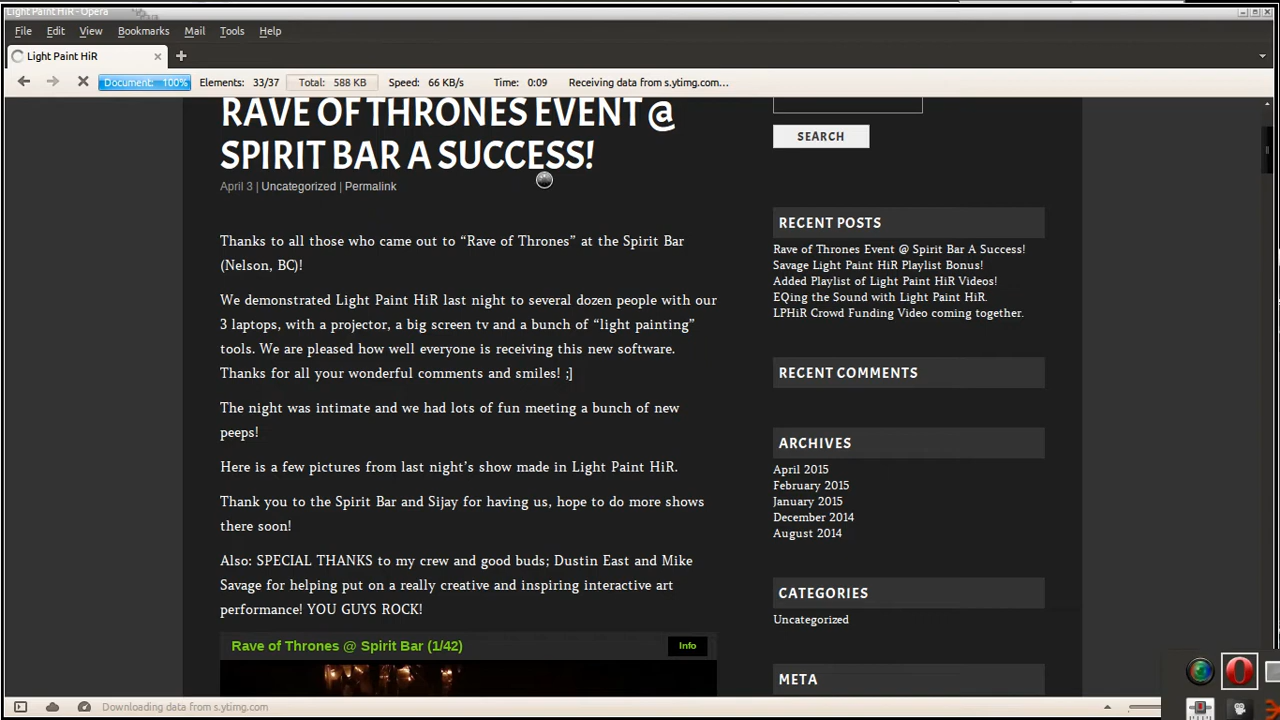 Light Paint HiR - Opera
File Edit View Bookmarks Mail Tools Help
Light Paint HiR
Document: 100% Elements: 33/37 Total: 588 KB Speed: 66 KB/s Time: 0:09 Receiving data from s.ytimg.com...
RAVE OF THRONES EVENT @
SPIRIT BAR A SUCCESS!
April 3 | Uncategorized | Permalink
Thanks to all those who came out to “Rave of Thrones” at the Spirit Bar
(Nelson, BC)!
We demonstrated Light Paint HiR last night to several dozen people with our
3 laptops, with a projector, a big screen tv and a bunch of “light painting”
tools. We are pleased how well everyone is receiving this new software.
Thanks for all your wonderful comments and smiles! ;]
The night was intimate and we had lots of fun meeting a bunch of new
peeps!
Here is a few pictures from last night’s show made in Light Paint HiR.
Thank you to the Spirit Bar and Sijay for having us, hope to do more shows
there soon!
Also: SPECIAL THANKS to my crew and good buds; Dustin East and Mike
Savage for helping put on a really creative and inspiring interactive art
performance! YOU GUYS ROCK!
Rave of Thrones @ Spirit Bar (1/42) Info
SEARCH
RECENT POSTS
Rave of Thrones Event @ Spirit Bar A Success!
Savage Light Paint HiR Playlist Bonus!
Added Playlist of Light Paint HiR Videos!
EQing the Sound with Light Paint HiR.
LPHiR Crowd Funding Video coming together.
RECENT COMMENTS
ARCHIVES
April 2015
February 2015
January 2015
December 2014
August 2014
CATEGORIES
Uncategorized
META
Downloading data from s.ytimg.com